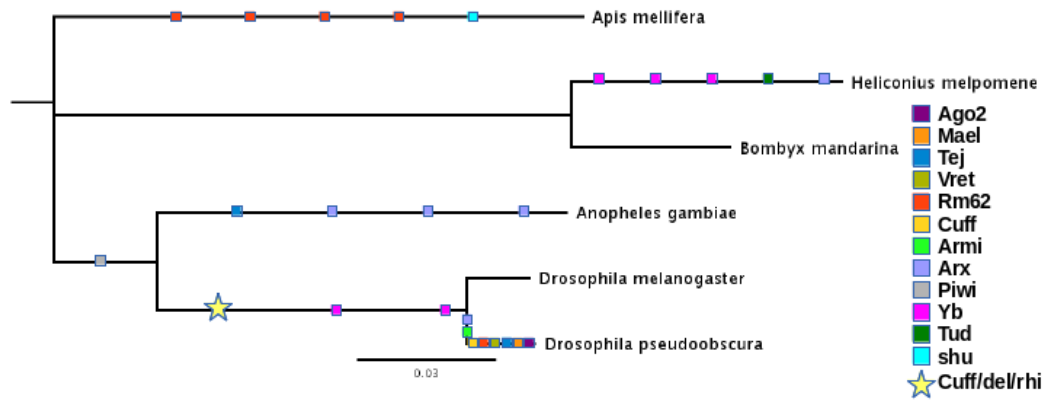 Apis mellifera
Heliconius melpomene
Bombyx mandarina
Anopheles gambiae
Drosophila melanogaster
Drosophila pseudoobscura
0.03
Ago2
Mael
Tej
Vret
Rm62
Cuff
Armi
Arx
Piwi
Yb
Tud
shu
Cuff/del/rhi